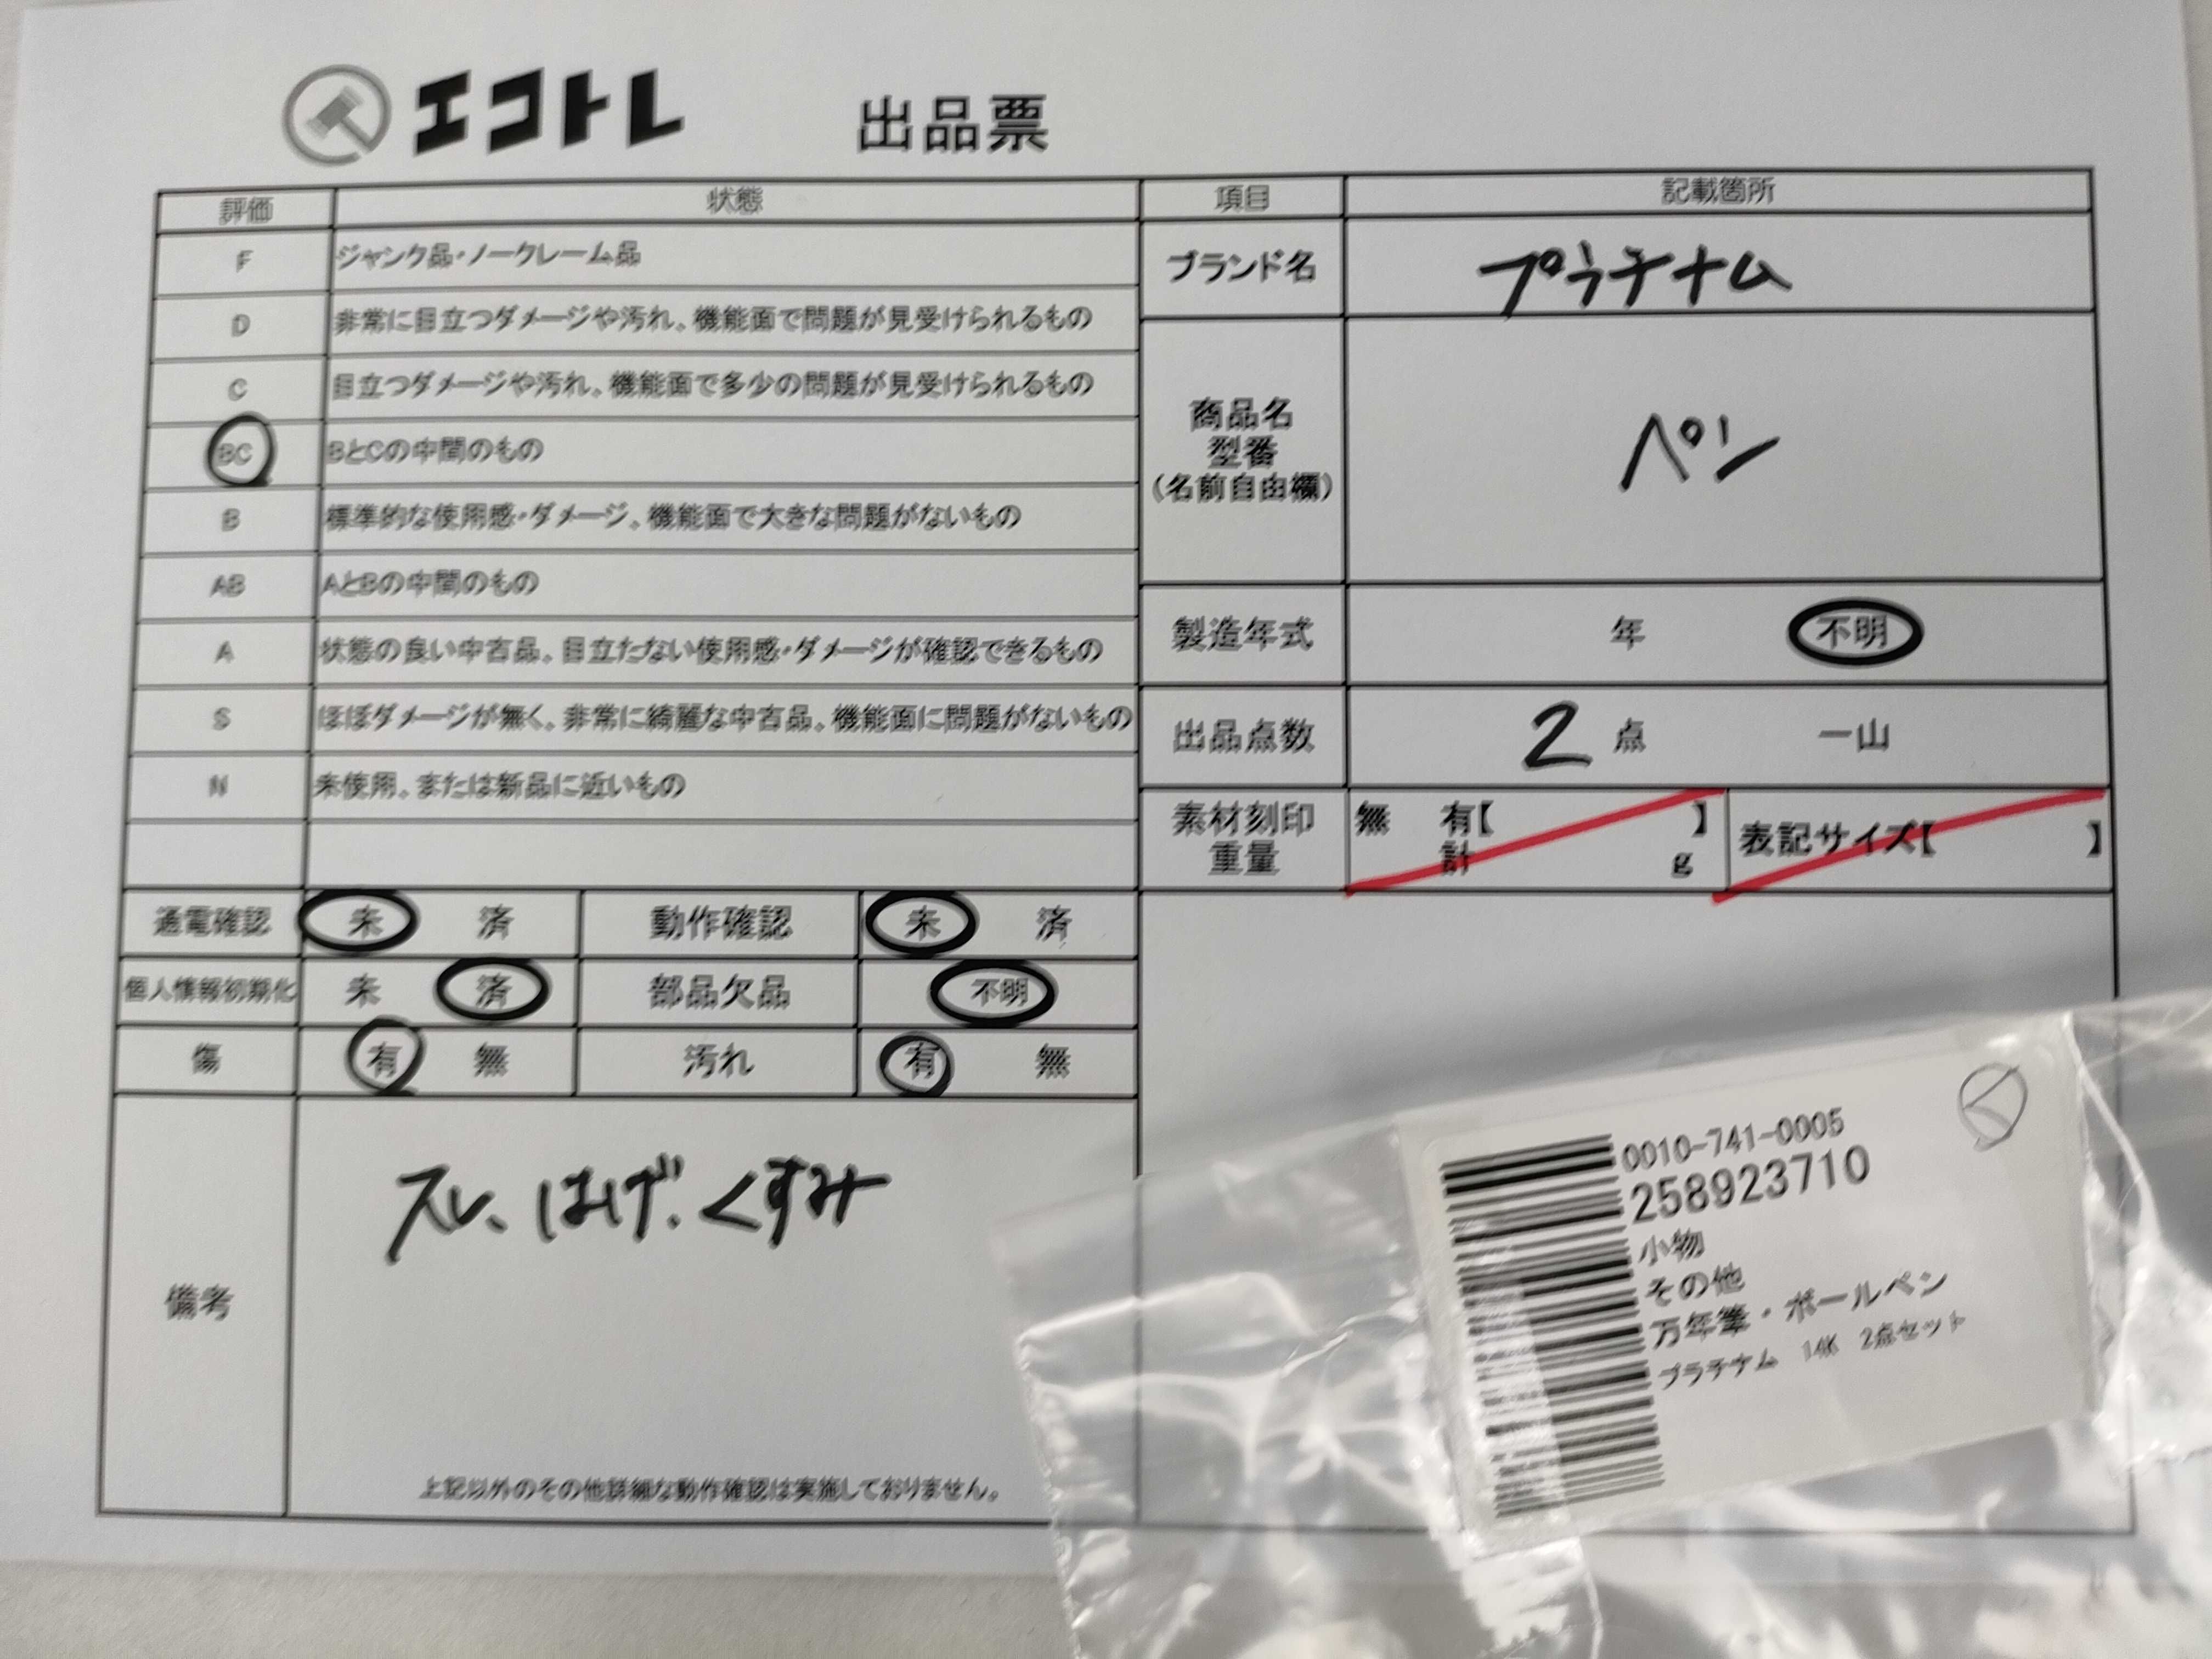 エコトレ 出品票
評価 状態
F ジャンク品・ノークレーム品
D 非常に目立つダメージや汚れ、機能面で問題が見受けられるもの
C 目立つダメージや汚れ、機能面で多少の問題が見受けられるもの
BC BとCの中間のもの
B 標準的な使用感・ダメージ、機能面で大きな問題がないもの
AB AとBの中間のもの
A 状態の良い中古品、目立たない使用感・ダメージが確認できるもの
S ほぼダメージが無く、非常に綺麗な中古品、機能面に問題がないもの
N 未使用、または新品に近いもの
通電確認 未 済 動作確認 未 済
個人情報初期化 未 済 部品欠品 不明
傷 有 無 汚れ 有 無
備考
スレ、はげ、くすみ
上記以外のその他詳細な動作確認は実施しておりません。
項目 記載箇所
ブランド名 プラチナム
商品名
型番
(名前自由欄)
ペン
製造年式 年 不明
出品点数 2 点 一山
素材刻印 無 有【 】
重量 計 g
表記サイズ【 】
0010-741-0005
258923710
小物
その他
万年筆・ボールペン
プラチナム 14K 2点セット